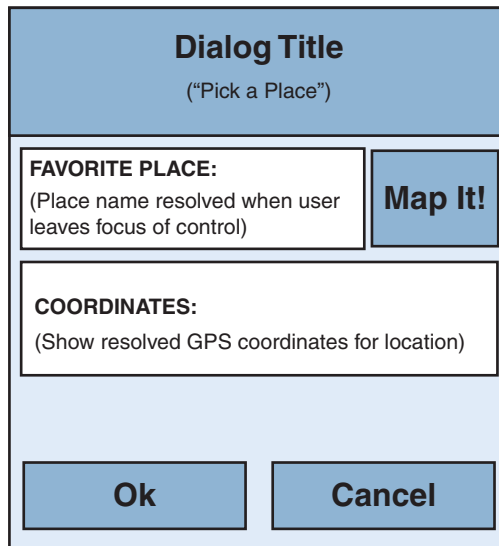 Dialog Title
(“Pick a Place”)
FAVORITE PLACE:
(Place name resolved when user
leaves focus of control)
Map It!
COORDINATES:
(Show resolved GPS coordinates for location)
Ok
Cancel